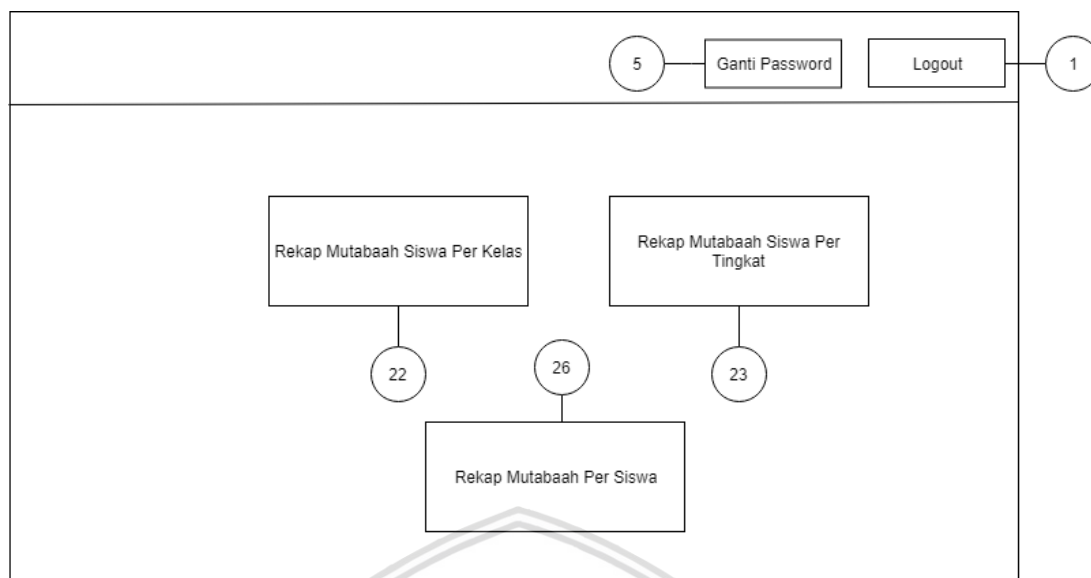 5
Ganti Password
Logout
1
Rekap Mutabaah Siswa Per Kelas
Rekap Mutabaah Siswa Per
Tingkat
22
26
23
Rekap Mutabaah Per Siswa